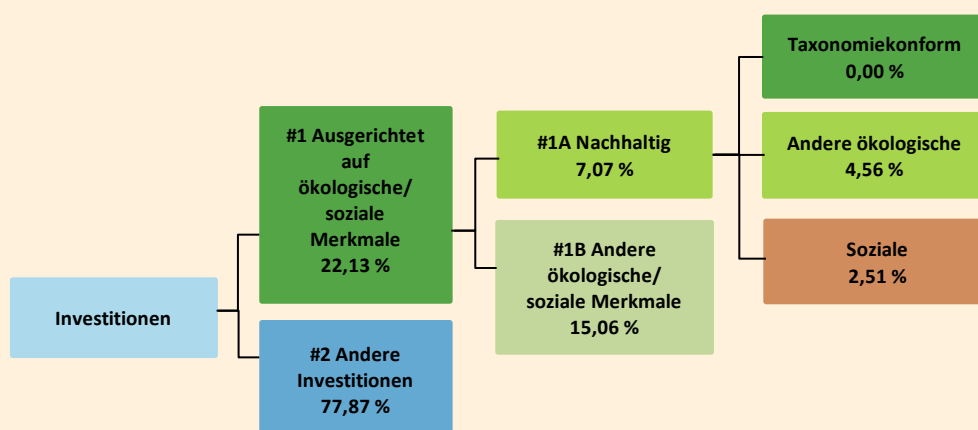 Investitionen
#1 Ausgerichtet
auf
ökologische/
soziale
Merkmale
22,13 %
#2 Andere
Investitionen
77,87 %
#1A Nachhaltig
7,07 %
#1B Andere
ökologische/
soziale Merkmale
15,06 %
Taxonomiekonform
0,00 %
Andere ökologische
4,56 %
Soziale
2,51 %